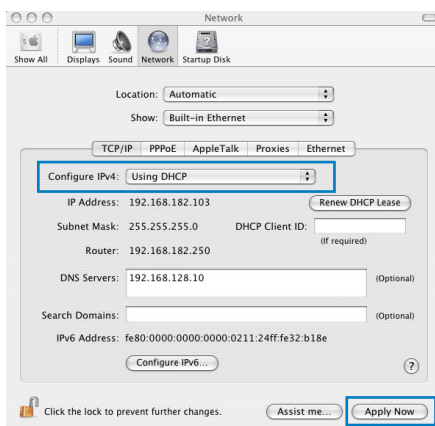 Network
Show All Displays Sound Network Startup Disk
Location: Automatic
Show: Built-in Ethernet
TCP/IP PPPoE AppleTalk Proxies Ethernet
Configure IPv4: Using DHCP
IP Address: 192.168.182.103 Renew DHCP Lease
Subnet Mask: 255.255.255.0 DHCP Client ID:
(If required)
Router: 192.168.182.250
DNS Servers: 192.168.128.10 (Optional)
Search Domains: (Optional)
IPv6 Address: fe80:0000:0000:0000:0211:24ff:fe32:b18e
Configure IPv6...
?
Click the lock to prevent further changes. Assist me... Apply Now